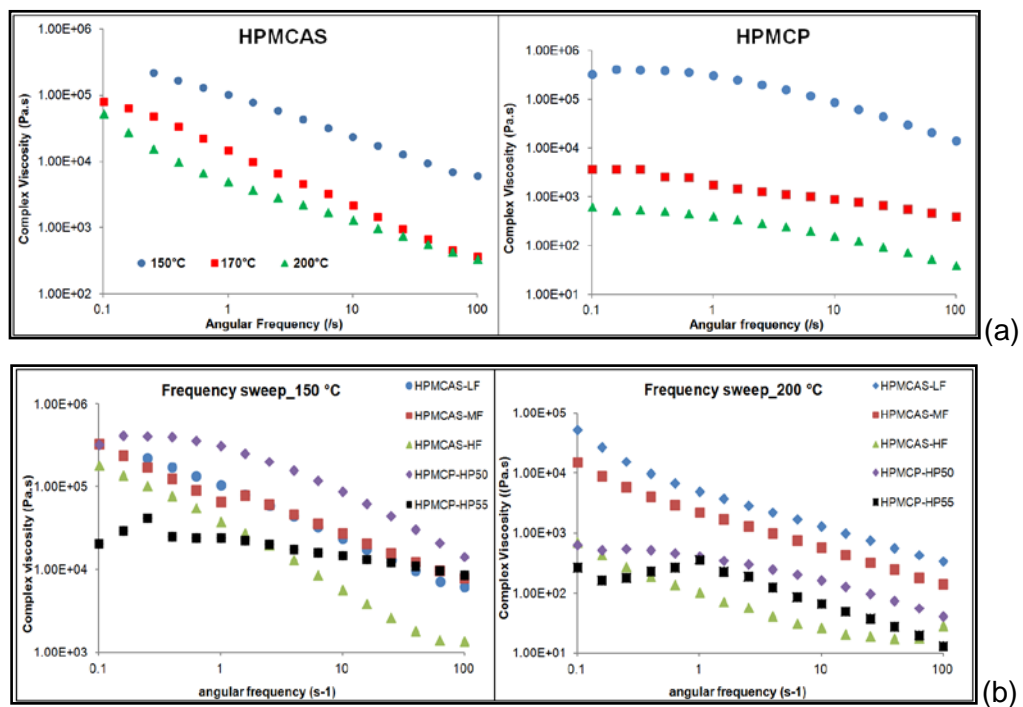 HPMCAS
1.00E+06
1.00E+05
1.00E+04
1.00E+03
1.00E+02
Complex Viscosity (Pa.s)
150°C 170°C 200°C
0.1 1 10 100
Angular Frequency (/s)
HPMCP
1.00E+06
1.00E+05
1.00E+04
1.00E+03
1.00E+02
1.00E+01
Complex Viscosity (Pa.s)
0.1 1 10 100
Angular frequency (/s)
(a)
Frequency sweep_150 °C
1.00E+06
1.00E+05
1.00E+04
1.00E+03
Complex viscosity (Pa.s)
HPMCAS-LF
HPMCAS-MF
HPMCAS-HF
HPMCP-HP50
HPMCP-HP55
0.1 1 10 100
angular frequency (s-1)
Frequency sweep_200 °C
1.00E+05
1.00E+04
1.00E+03
1.00E+02
1.00E+01
Complex viscosity ((Pa.s)
HPMCAS-LF
HPMCAS-MF
HPMCAS-HF
HPMCP-HP50
HPMCP-HP55
0.1 1 10 100
angular frequency (s-1)
(b)